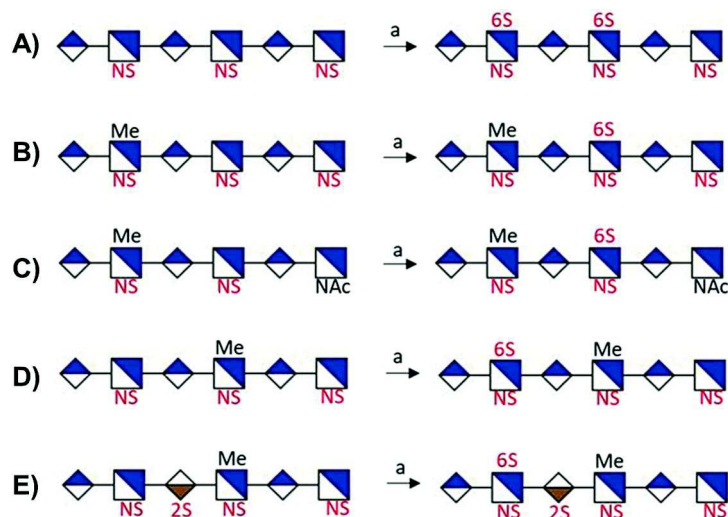 6S 6S
A) a
NS NS NS NS NS NS
Me Me 6S
B) a
NS NS NS NS NS NS
Me Me 6S
C) a
NS NS NAc NS NS NAc
Me 6S Me
D) a
NS NS NS NS NS NS
Me 6S Me
E) a
NS 2S NS NS NS 2S NS NS